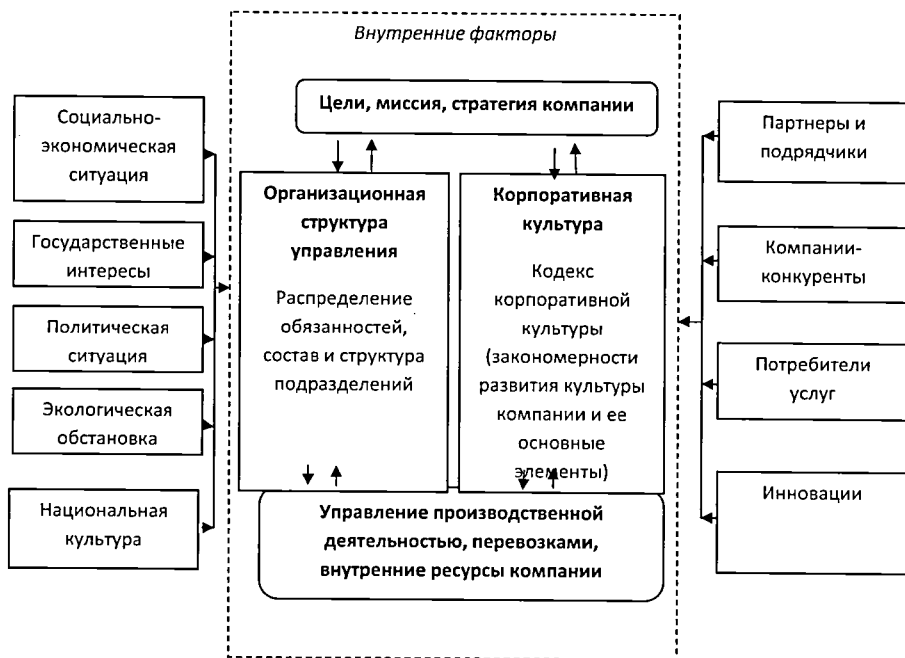 Внутренние факторы
Цели, миссия, стратегия компании
Социально-
экономическая
ситуация
Государственные
интересы
Политическая
ситуация
Экологическая
обстановка
Национальная
культура
Организационная
структура
управления
Распределение
обязанностей,
состав и структура
подразделений
Корпоративная
культура
Кодекс
корпоративной
культуры
(закономерности
развития культуры
компании и ее
основные
элементы)
Управление производственной
деятельностью, перевозками,
внутренние ресурсы компании
Партнеры и
подрядчики
Компании-
конкуренты
Потребители
услуг
Инновации